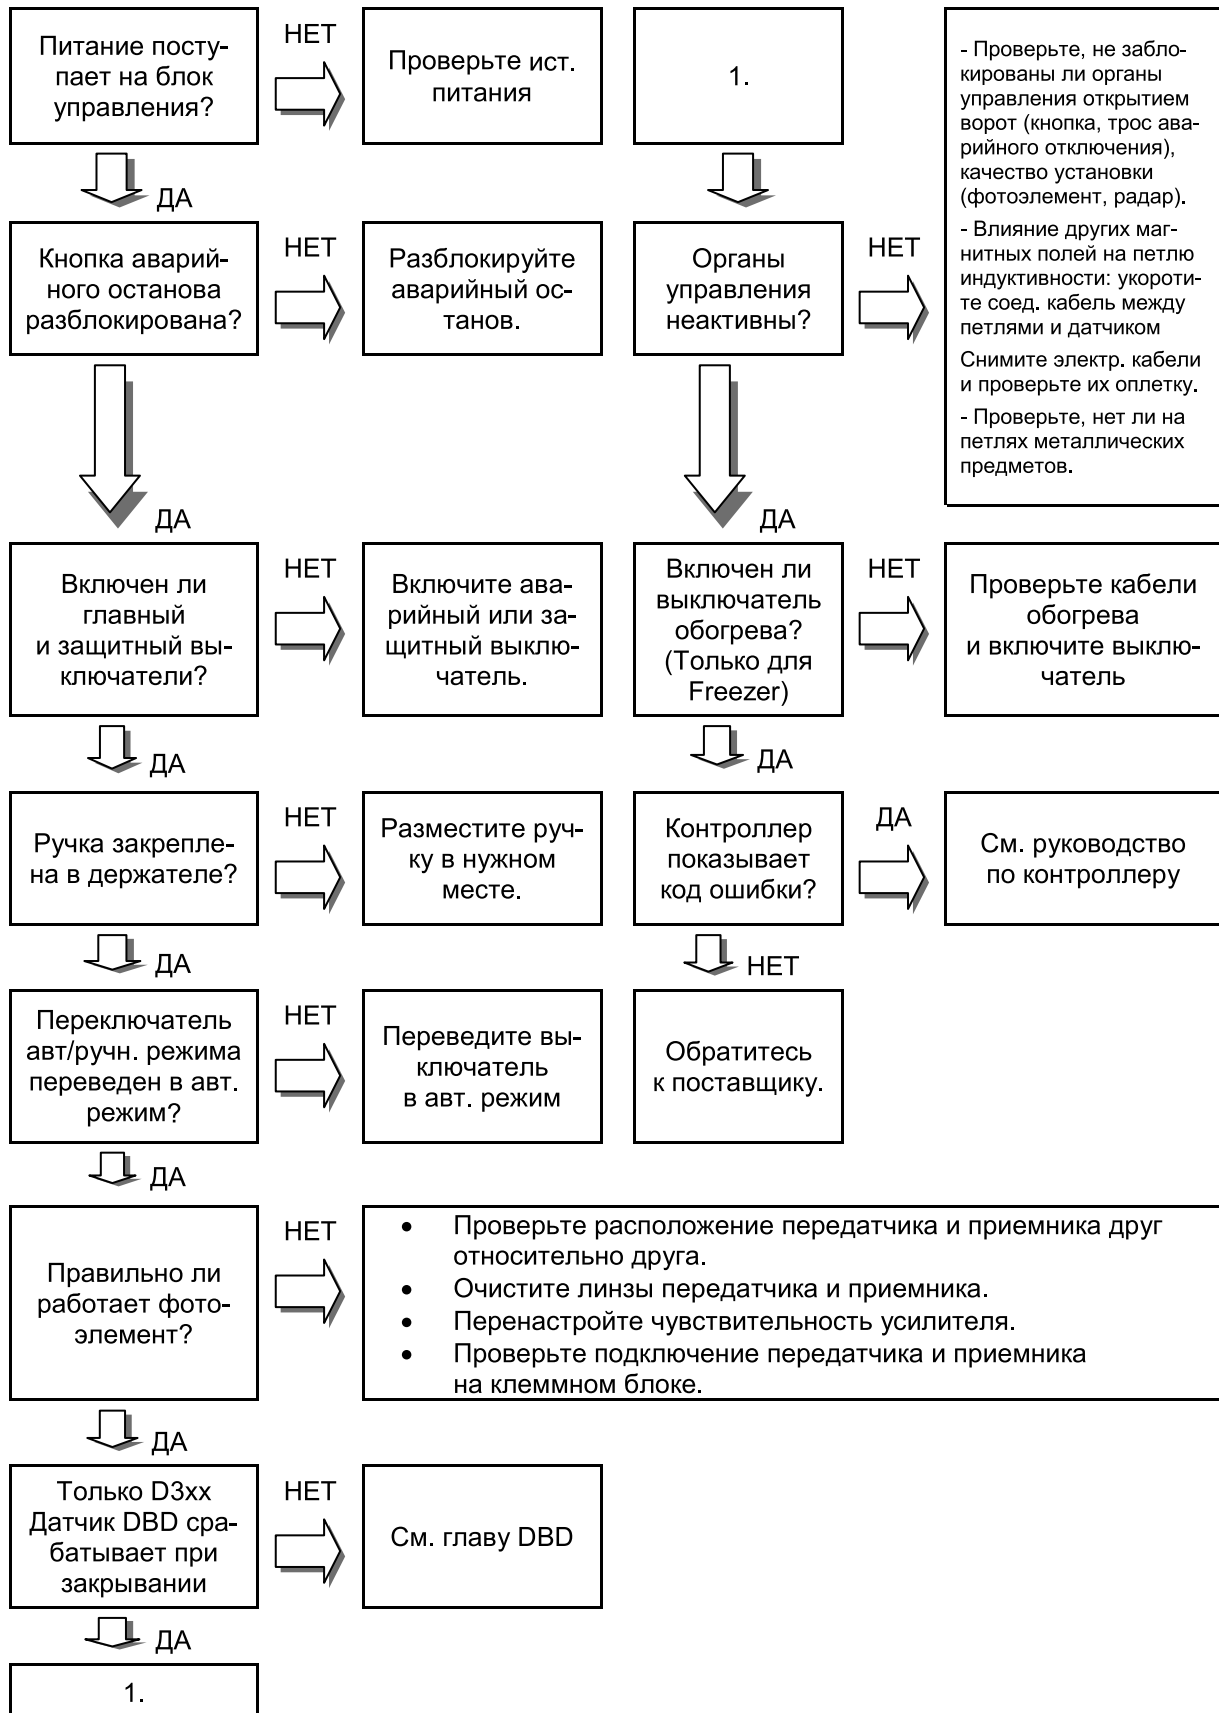 Питание посту-
пает на блок
управления?
НЕТ
Проверьте ист.
питания
ДА
Кнопка аварий-
ного останова
разблокирована?
НЕТ
Разблокируйте
аварийный ос-
танов.
ДА
Включен ли
главный
и защитный вы-
ключатели?
НЕТ
Включите ава-
рийный или за-
щитный выклю-
чатель.
ДА
Ручка закрепле-
на в держателе?
НЕТ
Разместите руч-
ку в нужном
месте.
ДА
Переключатель
авт/ручн. режима
переведен в авт.
режим?
НЕТ
Переведите вы-
ключатель
в авт. режим
ДА
Правильно ли
работает фото-
элемент?
НЕТ
• Проверьте расположение передатчика и приемника друг
относительно друга.
• Очистите линзы передатчика и приемника.
• Перенастройте чувствительность усилителя.
• Проверьте подключение передатчика и приемника
на клеммном блоке.
ДА
Только D3xx
Датчик DBD сра-
батывает при
закрывании
НЕТ
См. главу DBD
ДА
1.
1.
Органы
управления
неактивны?
НЕТ
- Проверьте, не забло-
кированы ли органы
управления открытием
ворот (кнопка, трос ава-
рийного отключения),
качество установки
(фотоэлемент, радар).
- Влияние других маг-
нитных полей на петлю
индуктивности: укороти-
те соед. кабель между
петлями и датчиком
Снимите электр. кабели
и проверьте их оплетку.
- Проверьте, нет ли на
петлях металлических
предметов.
ДА
Включен ли
выключатель
обогрева?
(Только для
Freezer)
НЕТ
Проверьте кабели
обогрева
и включите выклю-
чатель
ДА
Контроллер
показывает
код ошибки?
ДА
См. руководство
по контроллеру
НЕТ
Обратитесь
к поставщику.